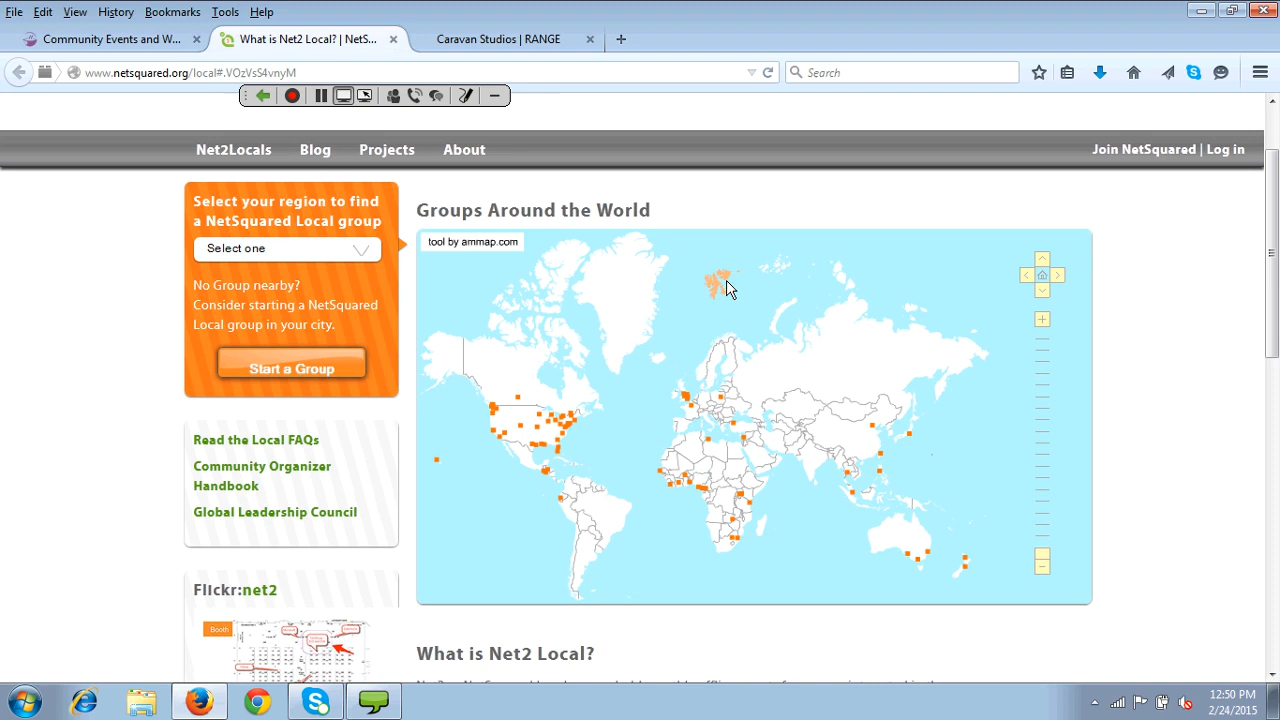 File Edit View History Bookmarks Tools Help
Community Events and W...
What is Net2 Local? | NetS...
Caravan Studios | RANGE
www.netsquared.org/local#.VOzVsS4vnyM
Search
Net2Locals Blog Projects About
Join NetSquared | Log in
Select your region to find
a NetSquared Local group
Select one
No Group nearby?
Consider starting a NetSquared
Local group in your city.
Start a Group
Read the Local FAQs
Community Organizer
Handbook
Global Leadership Council
Flickr:net2
Booth
Groups Around the World
tool by ammap.com
What is Net2 Local?
12:50 PM
2/24/2015